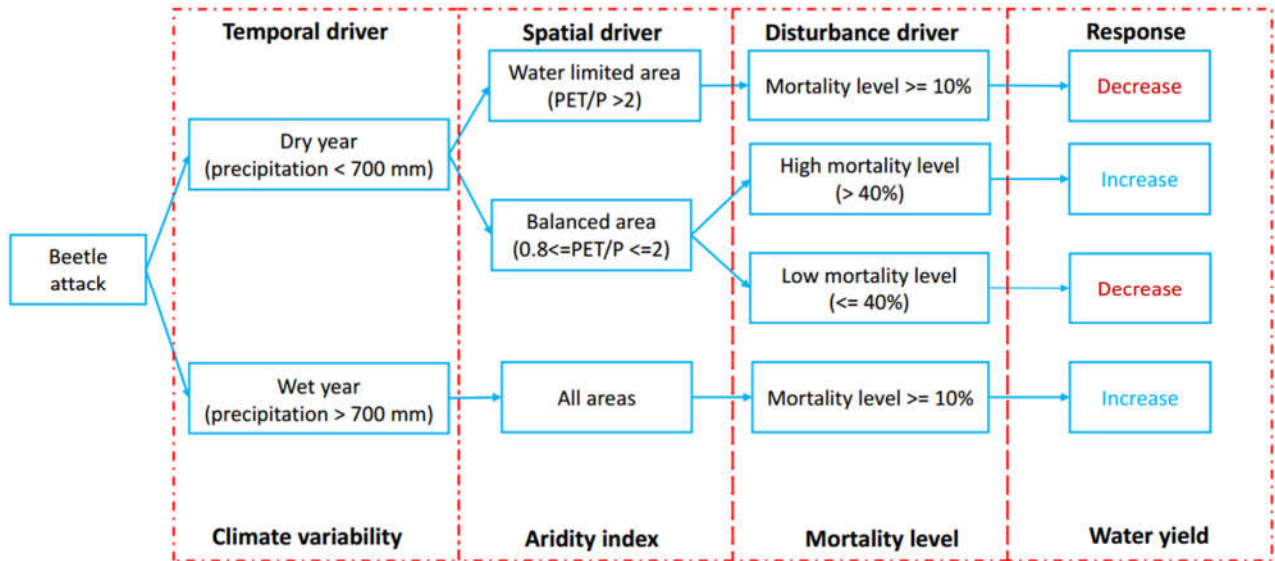 Temporal driver
Spatial driver
Disturbance driver
Response
Water limited area
(PET/P >2)
Mortality level >= 10%
Decrease
Dry year
(precipitation < 700 mm)
High mortality level
(> 40%)
Increase
Balanced area
(0.8<=PET/P <=2)
Beetle
attack
Low mortality level
(<= 40%)
Decrease
Wet year
(precipitation > 700 mm)
All areas
Mortality level >= 10%
Increase
Climate variability
Aridity index
Mortality level
Water yield